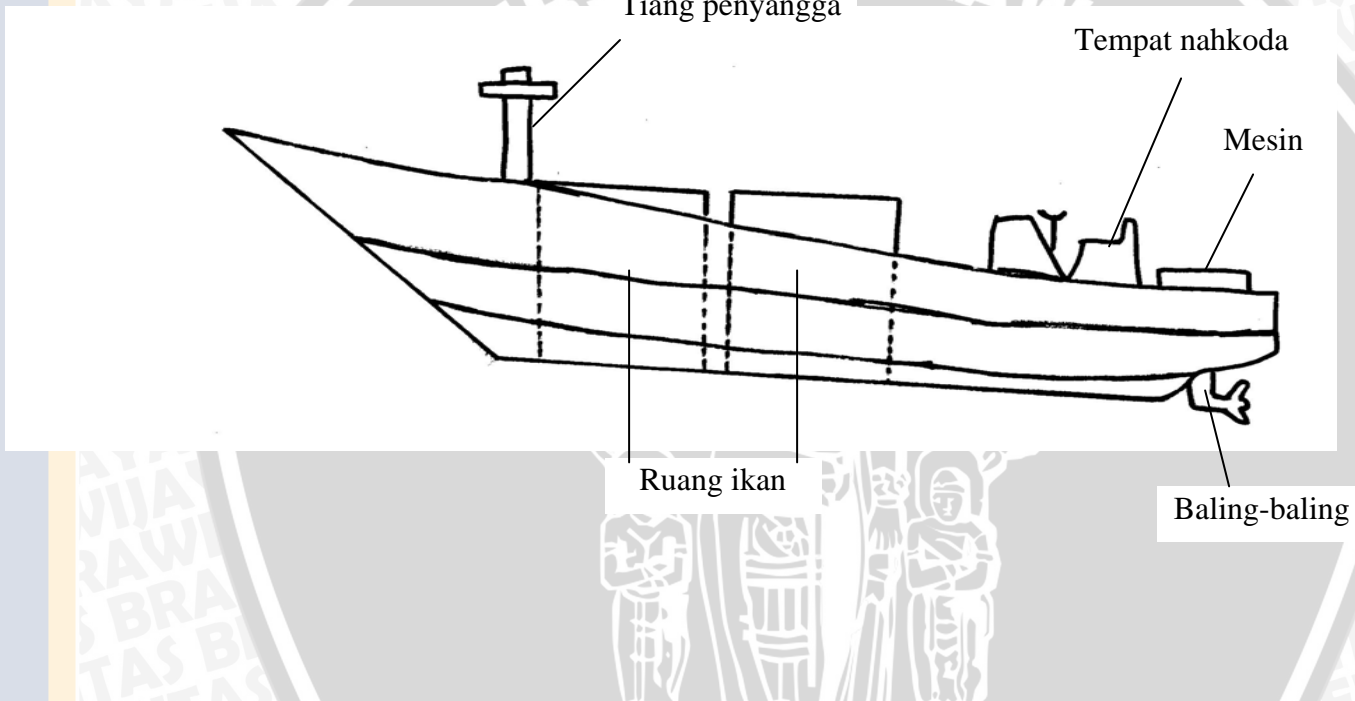 Tiang penyangga
Tempat nahkoda
Mesin
Ruang ikan
Baling-baling